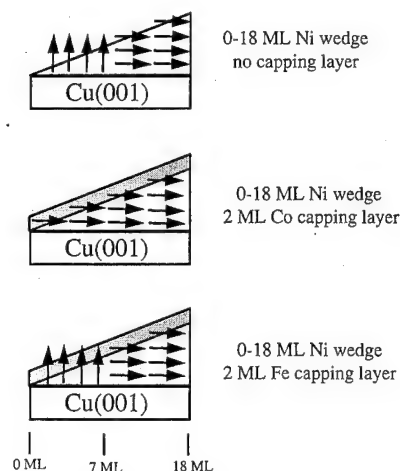 0-18 ML Ni wedge
no capping layer
Cu(001)
0-18 ML Ni wedge
2 ML Co capping layer
Cu(001)
0-18 ML Ni wedge
2 ML Fe capping layer
Cu(001)
0 ML 7 ML 18 ML